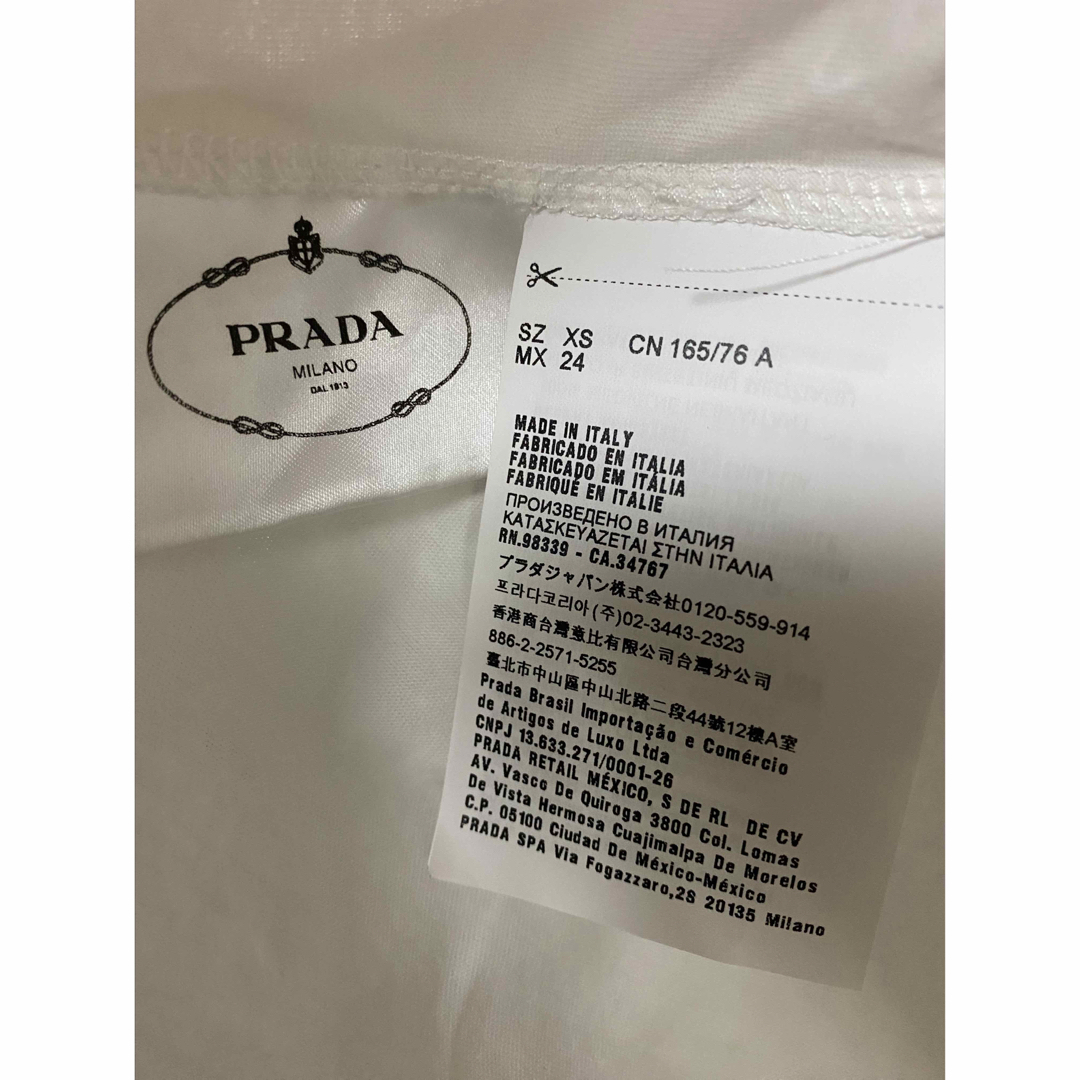 PRADA
MILANO
DAL 1913
SZ XS CN 165/76 A
MX 24
MADE IN ITALY
FABRICADO EN ITALIA
FABRICADO EM ITÁLIA
FABRIQUÉ EN ITALIE
ПРОИЗВЕДЕНО В ИТАЛИЯ
ΚΑΤΑΣΚΕΥΑΖΕΤΑΙ ΣΤΗΝ ΙΤΑΛΙΑ
RN.98339 - CA.34767
プラダジャパン株式会社0120-559-914
프라다코리아(주)02-3443-2323
香港商台灣意比有限公司台灣分公司
886-2-2571-5255
臺北市中山區中山北路二段44號12樓A室
Prada Brasil Importação e Comércio
de Artigos de Luxo Ltda
CNPJ 13.633.271/0001-26
PRADA RETAIL MÉXICO, S DE RL DE CV
AV. Vasco De Quiroga 3800 Col. Lomas
De Vista Hermosa Cuajimalpa De Morelos
C.P. 05100 Ciudad De México-México
PRADA SPA Via Fogazzaro,28 20135 Milano